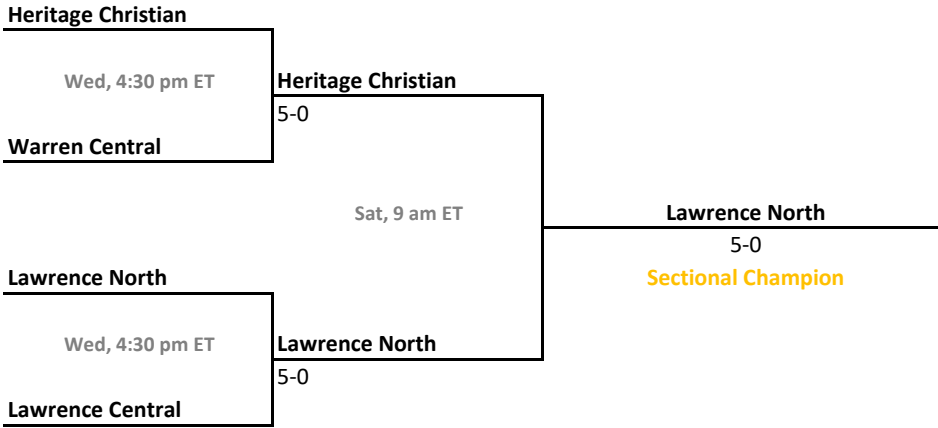 Heritage Christian
Wed, 4:30 pm ET
Heritage Christian
5-0
Warren Central
Sat, 9 am ET
Lawrence North
5-0
Sectional Champion
Lawrence North
Wed, 4:30 pm ET
Lawrence North
5-0
Lawrence Central